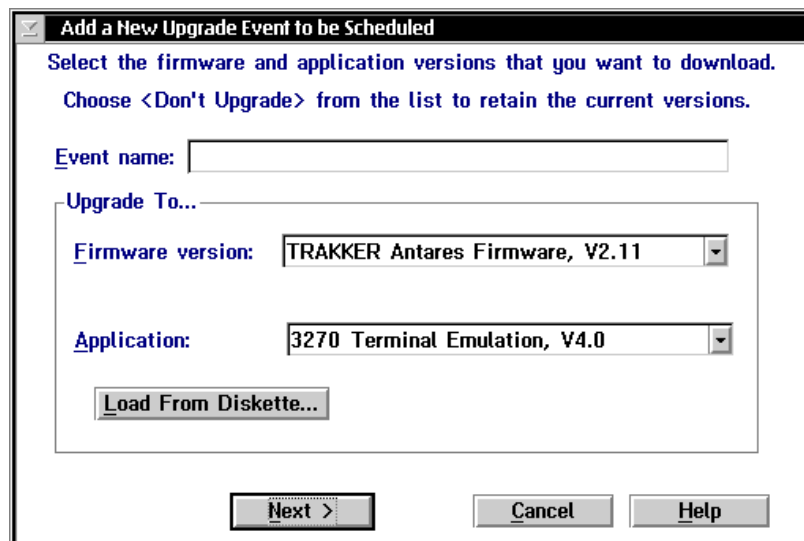 Add a New Upgrade Event to be Scheduled
Select the firmware and application versions that you want to download.
Choose <Don't Upgrade> from the list to retain the current versions.
Event name:
Upgrade To...
Firmware version: TRAKKER Antares Firmware, V2.11
Application: 3270 Terminal Emulation, V4.0
Load From Diskette...
Next > Cancel Help